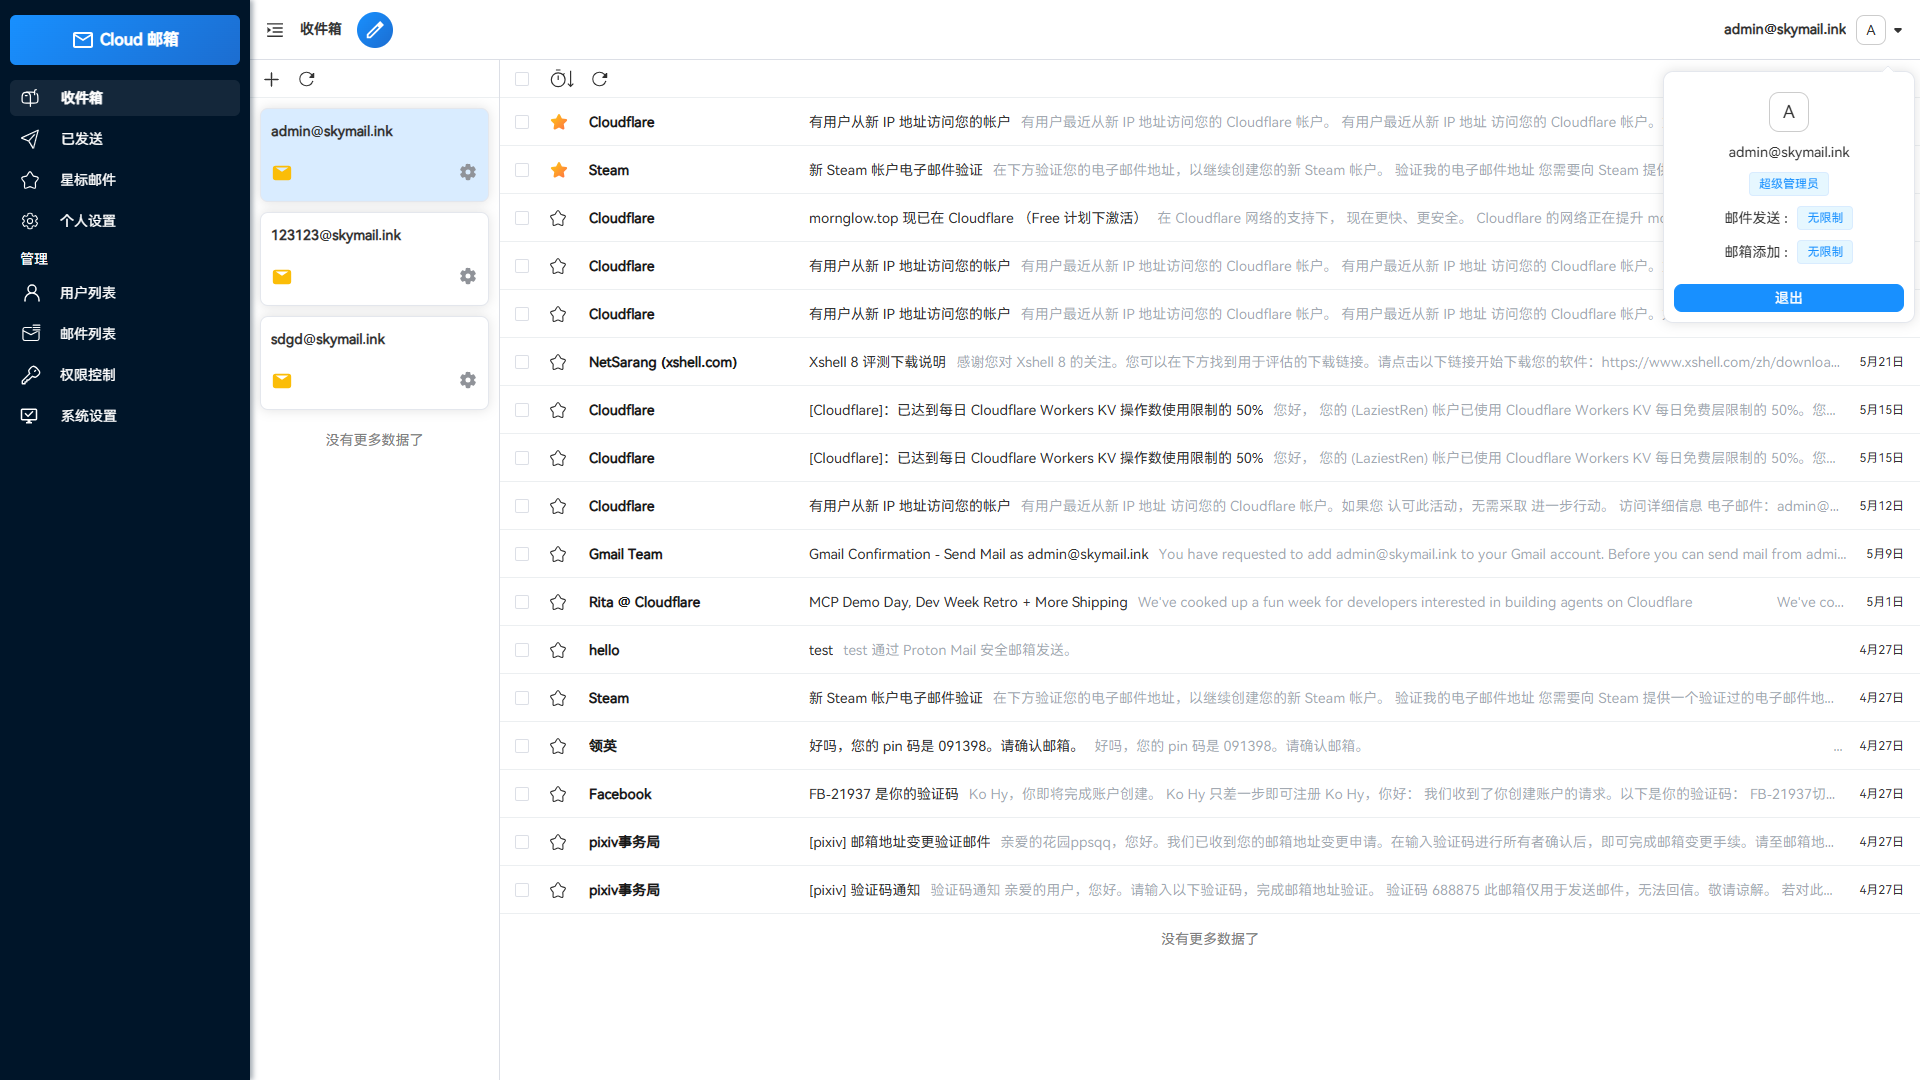 Cloud 邮箱
收件箱
已发送
星标邮件
个人设置
管理
用户列表
邮件列表
权限控制
系统设置
收件箱
admin@skymail.ink
A
admin@skymail.ink
123123@skymail.ink
sdgd@skymail.ink
没有更多数据了
A
admin@skymail.ink
超级管理员
邮件发送： 无限制
邮箱添加： 无限制
退出
Cloudflare 有用户从新 IP 地址访问您的帐户 有用户最近从新 IP 地址访问您的 Cloudflare 帐户。 有用户最近从新 IP 地址 访问您的 Cloudflare 帐户。
Steam 新 Steam 帐户电子邮件验证 在下方验证您的电子邮件地址，以继续创建您的新 Steam 帐户。 验证我的电子邮件地址 您需要向 Steam 提
Cloudflare mornglow.top 现已在 Cloudflare （Free 计划下激活） 在 Cloudflare 网络的支持下， 现在更快、更安全。 Cloudflare 的网络正在提升
Cloudflare 有用户从新 IP 地址访问您的帐户 有用户最近从新 IP 地址访问您的 Cloudflare 帐户。 有用户最近从新 IP 地址 访问您的 Cloudflare 帐户。
Cloudflare 有用户从新 IP 地址访问您的帐户 有用户最近从新 IP 地址访问您的 Cloudflare 帐户。 有用户最近从新 IP 地址 访问您的 Cloudflare 帐户。
NetSarang (xshell.com) Xshell 8 评测下载说明 感谢您对 Xshell 8 的关注。您可以在下方找到用于评估的下载链接。请点击以下链接开始下载您的软件：https://www.xshell.com/zh/downloa... 5月21日
Cloudflare [Cloudflare]：已达到每日 Cloudflare Workers KV 操作数使用限制的 50% 您好， 您的 (LaziestRen) 帐户已使用 Cloudflare Workers KV 每日免费层限制的 50%。您... 5月15日
Cloudflare [Cloudflare]：已达到每日 Cloudflare Workers KV 操作数使用限制的 50% 您好， 您的 (LaziestRen) 帐户已使用 Cloudflare Workers KV 每日免费层限制的 50%。您... 5月15日
Cloudflare 有用户从新 IP 地址访问您的帐户 有用户最近从新 IP 地址 访问您的 Cloudflare 帐户。如果您 认可此活动，无需采取 进一步行动。 访问详细信息 电子邮件：admin@... 5月12日
Gmail Team Gmail Confirmation - Send Mail as admin@skymail.ink You have requested to add admin@skymail.ink to your Gmail account. Before you can send mail from admi... 5月9日
Rita @ Cloudflare MCP Demo Day, Dev Week Retro + More Shipping We've cooked up a fun week for developers interested in building agents on Cloudflare We've co... 5月1日
hello test test 通过 Proton Mail 安全邮箱发送。 4月27日
Steam 新 Steam 帐户电子邮件验证 在下方验证您的电子邮件地址，以继续创建您的新 Steam 帐户。 验证我的电子邮件地址 您需要向 Steam 提供一个验证过的电子邮件地... 4月27日
领英 好吗，您的 pin 码是 091398。请确认邮箱。 好吗，您的 pin 码是 091398。请确认邮箱。 ... 4月27日
Facebook FB-21937 是你的验证码 Ko Hy，你即将完成账户创建。 Ko Hy 只差一步即可注册 Ko Hy，你好： 我们收到了你创建账户的请求。以下是你的验证码： FB-21937切... 4月27日
pixiv事务局 [pixiv] 邮箱地址变更验证邮件 亲爱的花园ppsqq，您好。我们已收到您的邮箱地址变更申请。在输入验证码进行所有者确认后，即可完成邮箱变更手续。请至邮箱地... 4月27日
pixiv事务局 [pixiv] 验证码通知 验证码通知 亲爱的用户，您好。请输入以下验证码，完成邮箱地址验证。 验证码 688875 此邮箱仅用于发送邮件，无法回信。敬请谅解。 若对此... 4月27日
没有更多数据了